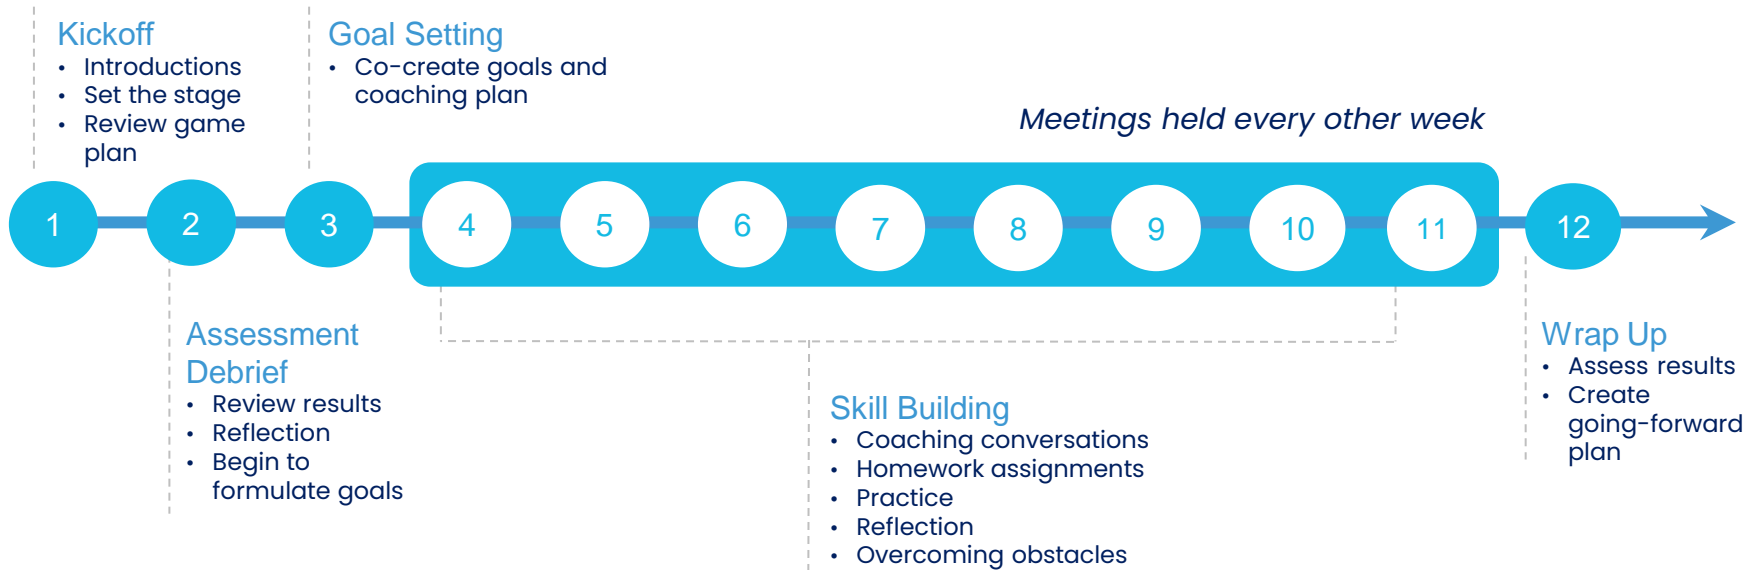 Kickoff
• Introductions
• Set the stage
• Review game
plan
Goal Setting
• Co-create goals and
coaching plan
Meetings held every other week
1
2
3
4
5
6
7
8
9
10
11
12
Assessment
Debrief
• Review results
• Reflection
• Begin to
formulate goals
Skill Building
• Coaching conversations
• Homework assignments
• Practice
• Reflection
• Overcoming obstacles
Wrap Up
• Assess results
• Create
going-forward
plan